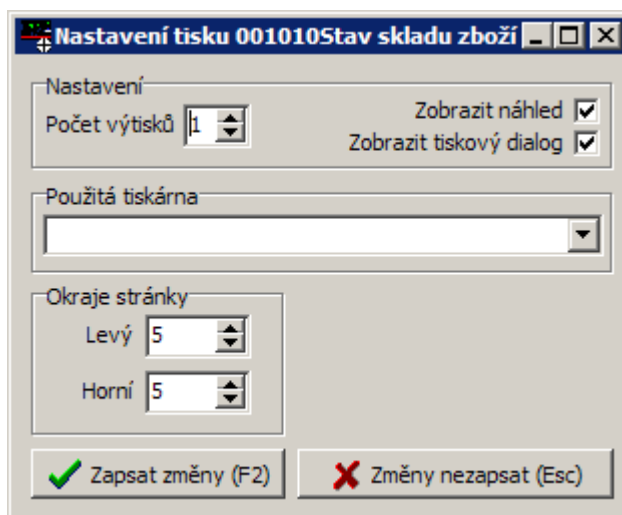 Nastavení tisku 001010Stav skladu zboží
Nastavení
Počet výtisků 1
Zobrazit náhled
Zobrazit tiskový dialog
Použitá tiskárna
Okraje stránky
Levý 5
Horní 5
Zapsat změny (F2) Změny nezapsat (Esc)